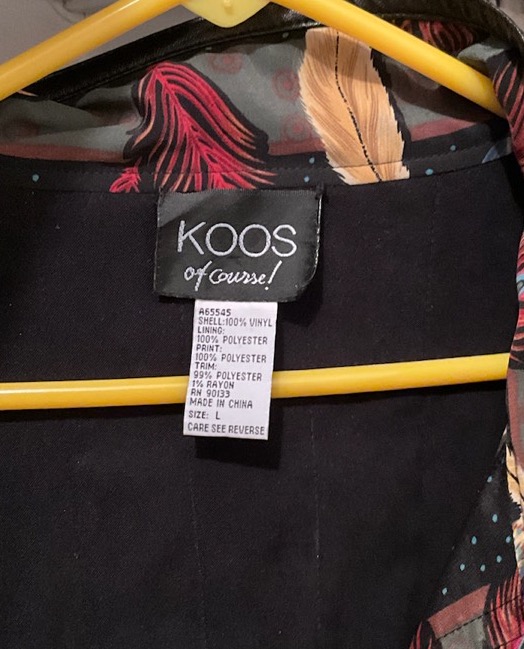 KOOS
of course!
A65545
SHELL:100% VINYL
LINING:
100% POLYESTER
PRINT:
100% POLYESTER
TRIM:
99% POLYESTER
1% RAYON
RN 90133
MADE IN CHINA
SIZE: L
CARE SEE REVERSE